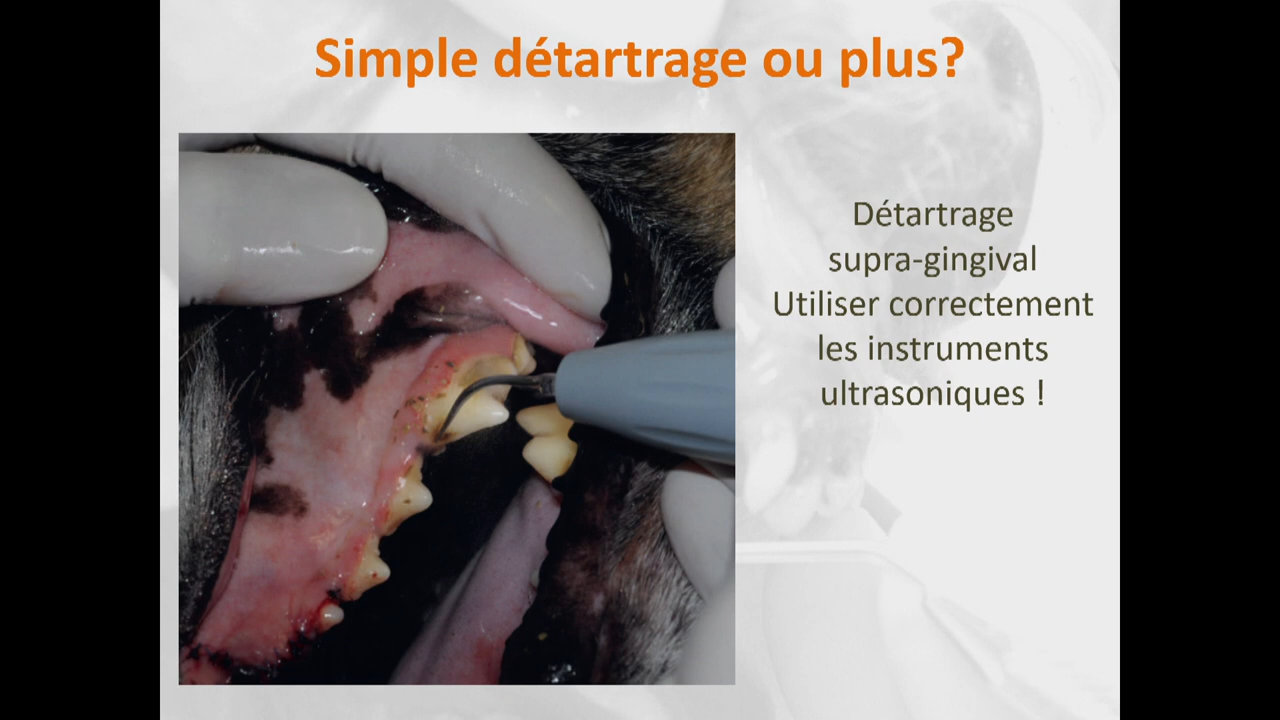 Simple détartrage ou plus?
Détartrage
supra-gingival
Utiliser correctement
les instruments
ultrasoniques !